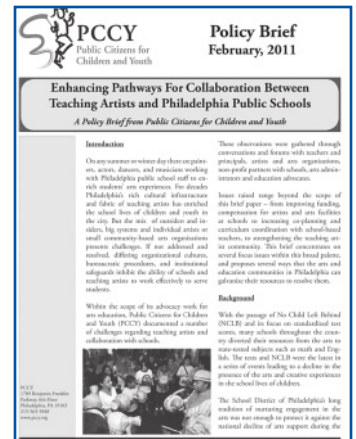 PCCY
Public Citizens for
Children and Youth
Policy Brief
February, 2011
Enhancing Pathways For Collaboration Between
Teaching Artists and Philadelphia Public Schools
A Policy Brief from Public Citizens for Children and Youth
Introduction
On any summer or winter day there are paint-
ers, actors, dancers, and musicians working
with Philadelphia public school staff to en-
rich students' arts experiences. For decades
Philadelphia's rich cultural infrastructure
and fabric of teaching artists has enriched
the school lives of children and youth in
the city. But the mix of outsiders and in-
siders, big systems and individual artists or
small community-based arts organizations
presents challenges. If not addressed and
resolved, differing organizational cultures,
bureaucratic procedures, and institutional
safeguards inhibit the ability of schools and
teaching artists to work effectively to serve
students.
Within the scope of its advocacy work for
arts education, Public Citizens for Children
and Youth (PCCY) documented a number
of challenges regarding teaching artists and
collaboration with schools.
PCCY
1709 Benjamin Franklin
Parkway 6th Floor
Philadelphia, PA 19103
215-563-5848
www.pccy.org
These observations were gathered through
conversations and forums with teachers and
principals, artists and arts organizations,
non-profit partners with schools, arts admin-
istrators and education advocates.
Issues raised range beyond the scope of
this brief paper – from improving funding,
compensation for artists and arts facilities
at schools to increasing co-planning and
curriculum coordination with school-based
teachers, to strengthening the teaching art-
ist community. This brief concentrates on
several focus issues within this broad palette,
and proposes several ways that the arts and
education communities in Philadelphia can
galvanize their resources to resolve them.
Background
With the passage of No Child Left Behind
(NCLB) and its focus on standardized test
scores, many schools throughout the coun-
try diverted their resources from the arts to
state-tested subjects such as math and Eng-
lish. The tests and NCLB were the latest in
a series of events leading to a decline in the
presence of the arts and creative experiences
in the school lives of children.
The School District of Philadelphia's long
tradition of nurturing engagement in the
arts was not enough to protect it against the
national decline of arts support during the